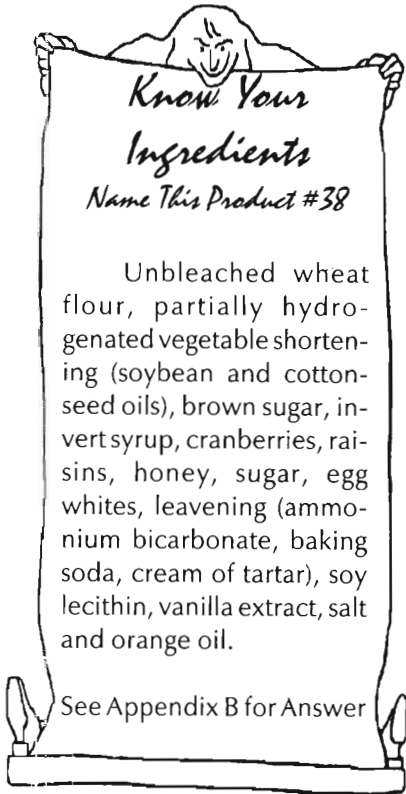 Know Your
Ingredients
Name This Product #38
Unbleached wheat
flour, partially hydro-
genated vegetable shorten-
ing (soybean and cotton-
seed oils), brown sugar, in-
vert syrup, cranberries, rai-
sins, honey, sugar, egg
whites, leavening (ammo-
nium bicarbonate, baking
soda, cream of tartar), soy
lecithin, vanilla extract, salt
and orange oil.
See Appendix B for Answer